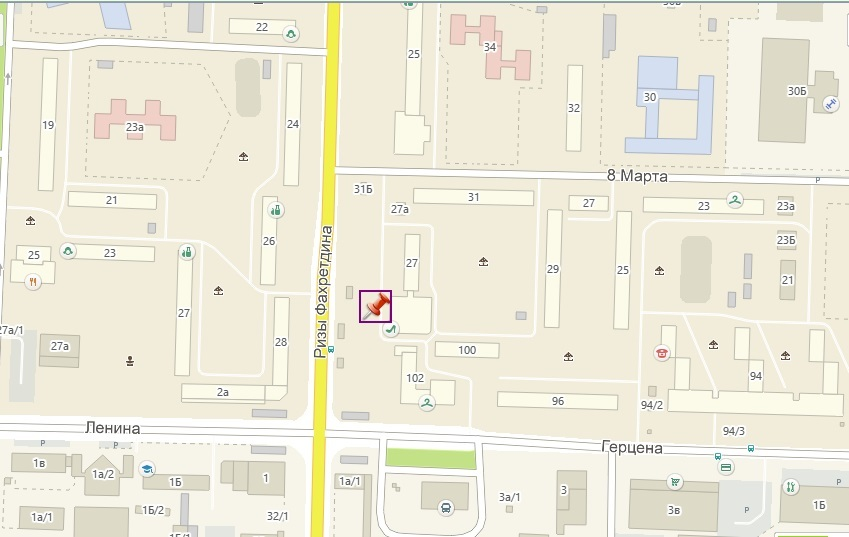 30в
22
25
34
30
30Б
32
19
23а
24
8 Марта
31Б
P
21
27а
31
27
23
23а
25
23
26
27
29
25
23Б
21
Ризы Фахретдина
27
27а/1
27а
28
100
2а
102
96
94
94/2
94/3
Ленина
Герцена
P
P
P
1в
1а/2
1Б
1
1а/1
3а/1
3
3в
P
1Б
1а/1
1Б/2
1Б/1
32/1